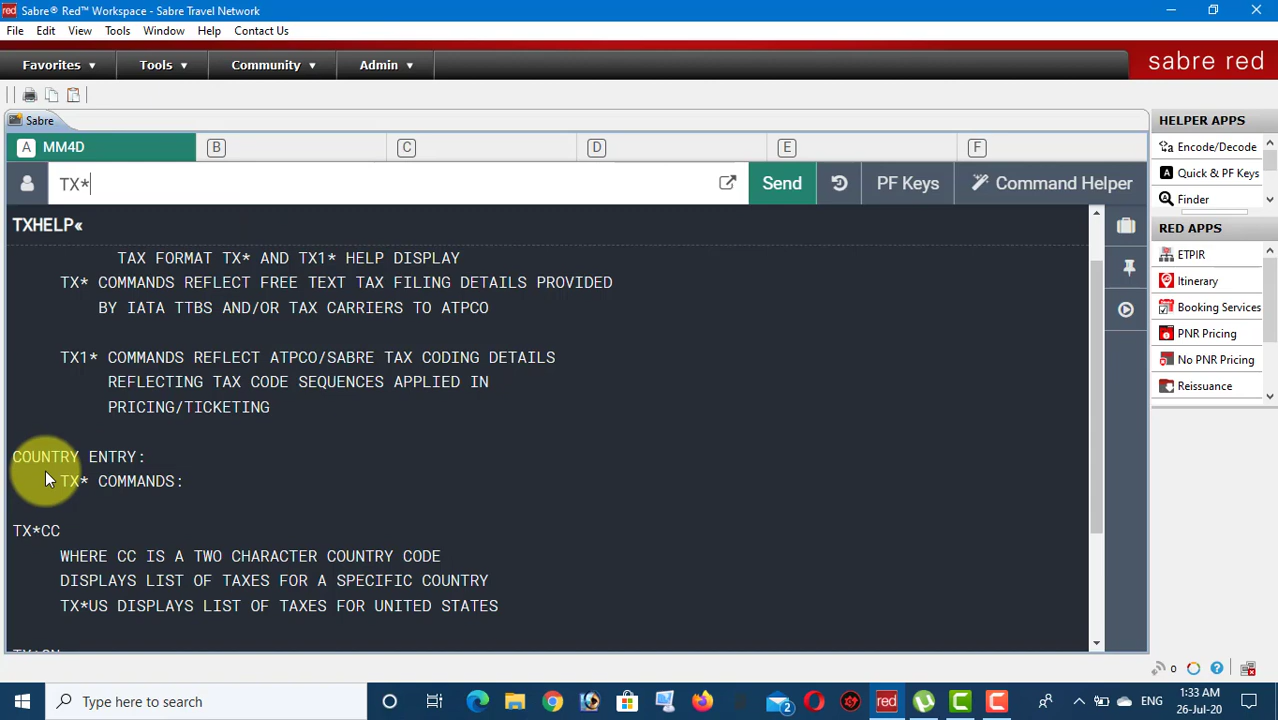 Sabre® Red™ Workspace - Sabre Travel Network
File Edit View Tools Window Help Contact Us
Favorites Tools Community Admin sabre red
Sabre
HELPER APPS
A MM4D B C D E F
Encode/Decode
TX* Send PF Keys Command Helper
Quick & PF Keys
Finder
TXHELP«
RED APPS
TAX FORMAT TX* AND TX1* HELP DISPLAY
ETPIR
TX* COMMANDS REFLECT FREE TEXT TAX FILING DETAILS PROVIDED
Itinerary
BY IATA TTBS AND/OR TAX CARRIERS TO ATPCO
Booking Services
PNR Pricing
TX1* COMMANDS REFLECT ATPCO/SABRE TAX CODING DETAILS
No PNR Pricing
REFLECTING TAX CODE SEQUENCES APPLIED IN
Reissuance
PRICING/TICKETING
COUNTRY ENTRY:
TX* COMMANDS:
TX*CC
WHERE CC IS A TWO CHARACTER COUNTRY CODE
DISPLAYS LIST OF TAXES FOR A SPECIFIC COUNTRY
TX*US DISPLAYS LIST OF TAXES FOR UNITED STATES
0
Type here to search
2
red
ENG
1:33 AM
26-Jul-20